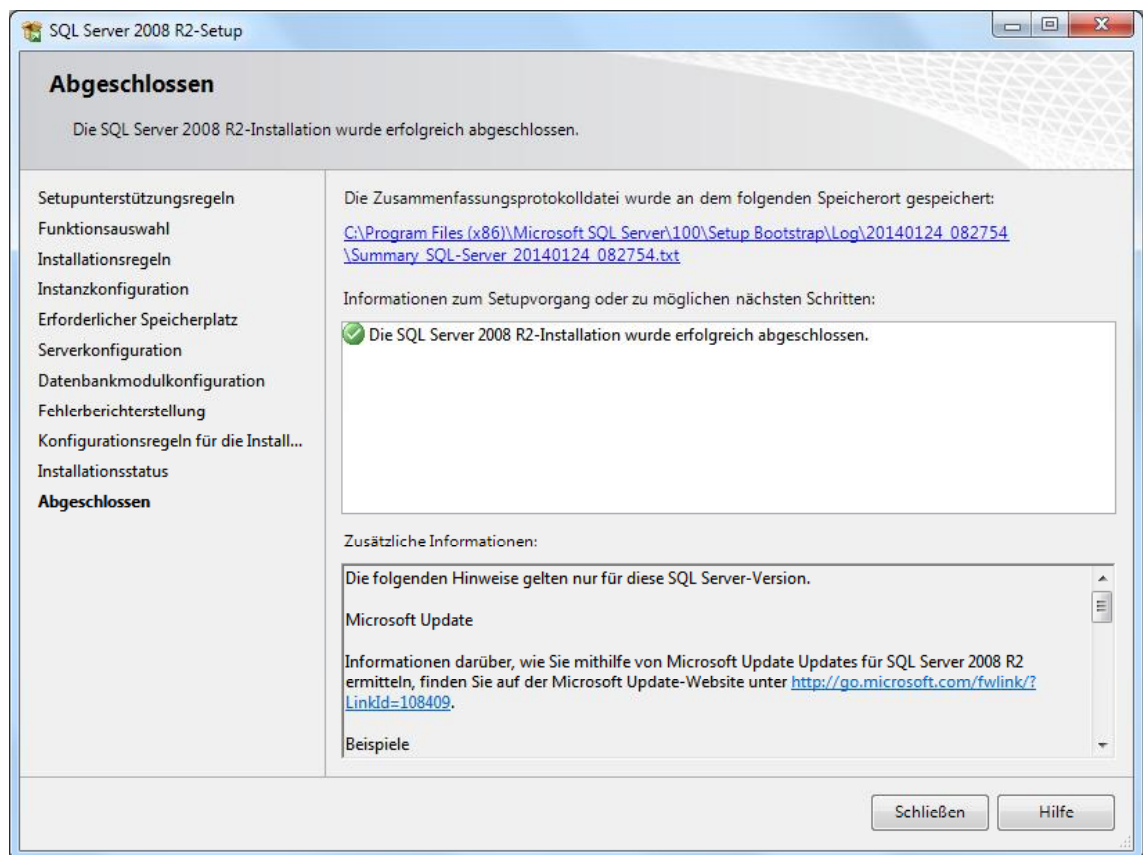 SQL Server 2008 R2-Setup
Abgeschlossen
Die SQL Server 2008 R2-Installation wurde erfolgreich abgeschlossen.
Setupunterstützungsregeln
Funktionsauswahl
Installationsregeln
Instanzkonfiguration
Erforderlicher Speicherplatz
Serverkonfiguration
Datenbankmodulkonfiguration
Fehlerberichterstellung
Konfigurationsregeln für die Install...
Installationsstatus
Abgeschlossen
Die Zusammenfassungsprotokolldatei wurde an dem folgenden Speicherort gespeichert:
C:\Program Files (x86)\Microsoft SQL Server\100\Setup Bootstrap\Log\20140124_082754
\Summary_SQL-Server_20140124_082754.txt
Informationen zum Setupvorgang oder zu möglichen nächsten Schritten:
Die SQL Server 2008 R2-Installation wurde erfolgreich abgeschlossen.
Zusätzliche Informationen:
Die folgenden Hinweise gelten nur für diese SQL Server-Version.
Microsoft Update
Informationen darüber, wie Sie mithilfe von Microsoft Update Updates für SQL Server 2008 R2
ermitteln, finden Sie auf der Microsoft Update-Website unter http://go.microsoft.com/fwlink/?
LinkId=108409.
Beispiele
Schließen
Hilfe